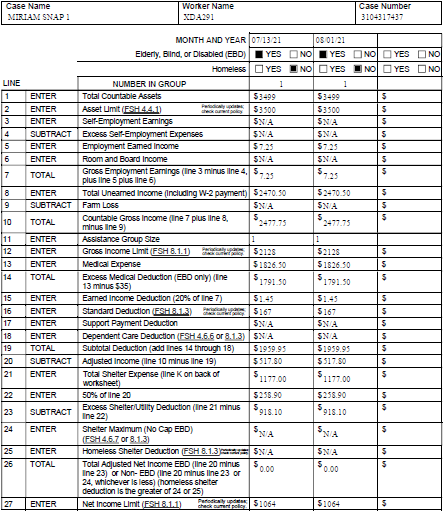 Case Name Worker Name Case Number
MIRIAM SNAP 1 XDA291 3104317437
MONTH AND YEAR 07/13/21 08/01/21
Elderly, Blind, or Disabled (EBD) YES NO YES NO YES NO
Homeless YES NO YES NO YES NO
LINE NUMBER IN GROUP 1 1
1 ENTER Total Countable Assets $3499 $3499 $
2 ENTER Asset Limit (FSH 4.4.1) Periodically updates; check current policy. $3500 $3500 $
3 ENTER Self-Employment Earnings $N/A $N/A $
4 SUBTRACT Excess Self-Employment Expenses $N/A $N/A $
5 ENTER Employment Earned Income $7.25 $7.25 $
6 ENTER Room and Board Income $N/A $N/A $
7 TOTAL Gross Employment Earnings (line 3 minus line 4, plus line 5 plus line 6) $7.25 $7.25 $
8 ENTER Total Unearned Income (Including W-2 payment) $2470.50 $2470.50 $
9 SUBTRACT Farm Loss $N/A $N/A $
10 TOTAL Countable Gross Income (line 7 plus line 8, minus line 9) $2477.75 $2477.75 $
11 ENTER Assistance Group Size 1 1
12 ENTER Gross Income Limit (FSH 8.1.1) Periodically updates; check current policy. $2128 $2128 $
13 ENTER Medical Expense $1826.50 $1826.50 $
14 TOTAL Excess Medical Deduction (EBD only) (line 13 minus $35) $1791.50 $1791.50 $
15 ENTER Earned Income Deduction (20% of line 7) $1.45 $1.45 $
16 ENTER Standard Deduction (FSH 8.1.3) Periodically updates; check current policy. $167 $167 $
17 ENTER Support Payment Deduction $N/A $N/A $
18 ENTER Dependent Care Deduction (FSH 4.6.6 or 8.1.3) $N/A $N/A $
19 TOTAL Subtotal Deduction (add lines 14 through 18) $1959.95 $1959.95 $
20 SUBTRACT Adjusted Income (line 10 minus line 19) $517.80 $517.80 $
21 ENTER Total Shelter Expense (line K on back of worksheet) $1177.00 $1177.00 $
22 ENTER 50% of line 20 $258.90 $258.90 $
23 SUBTRACT Excess Shelter/Utility Deduction (line 21 minus line 22) $918.10 $918.10 $
24 ENTER Shelter Maximum (No Cap EBD) (FSH 4.6.7 or 8.1.3) $N/A $N/A $
25 ENTER Homeless Shelter Deduction (FSH 8.1.3) $N/A $N/A $
26 TOTAL Total Adjusted Net Income EBD (line 20 minus line 23) or Non- EBD (line 20 minus line 23 or 24, whichever is less) (homeless shelter deduction is the greater of 24 or 25) $0.00 $0.00 $
27 ENTER Net Income Limit (FSH 8.1.1) Periodically updates; check current policy. $1064 $1064 $